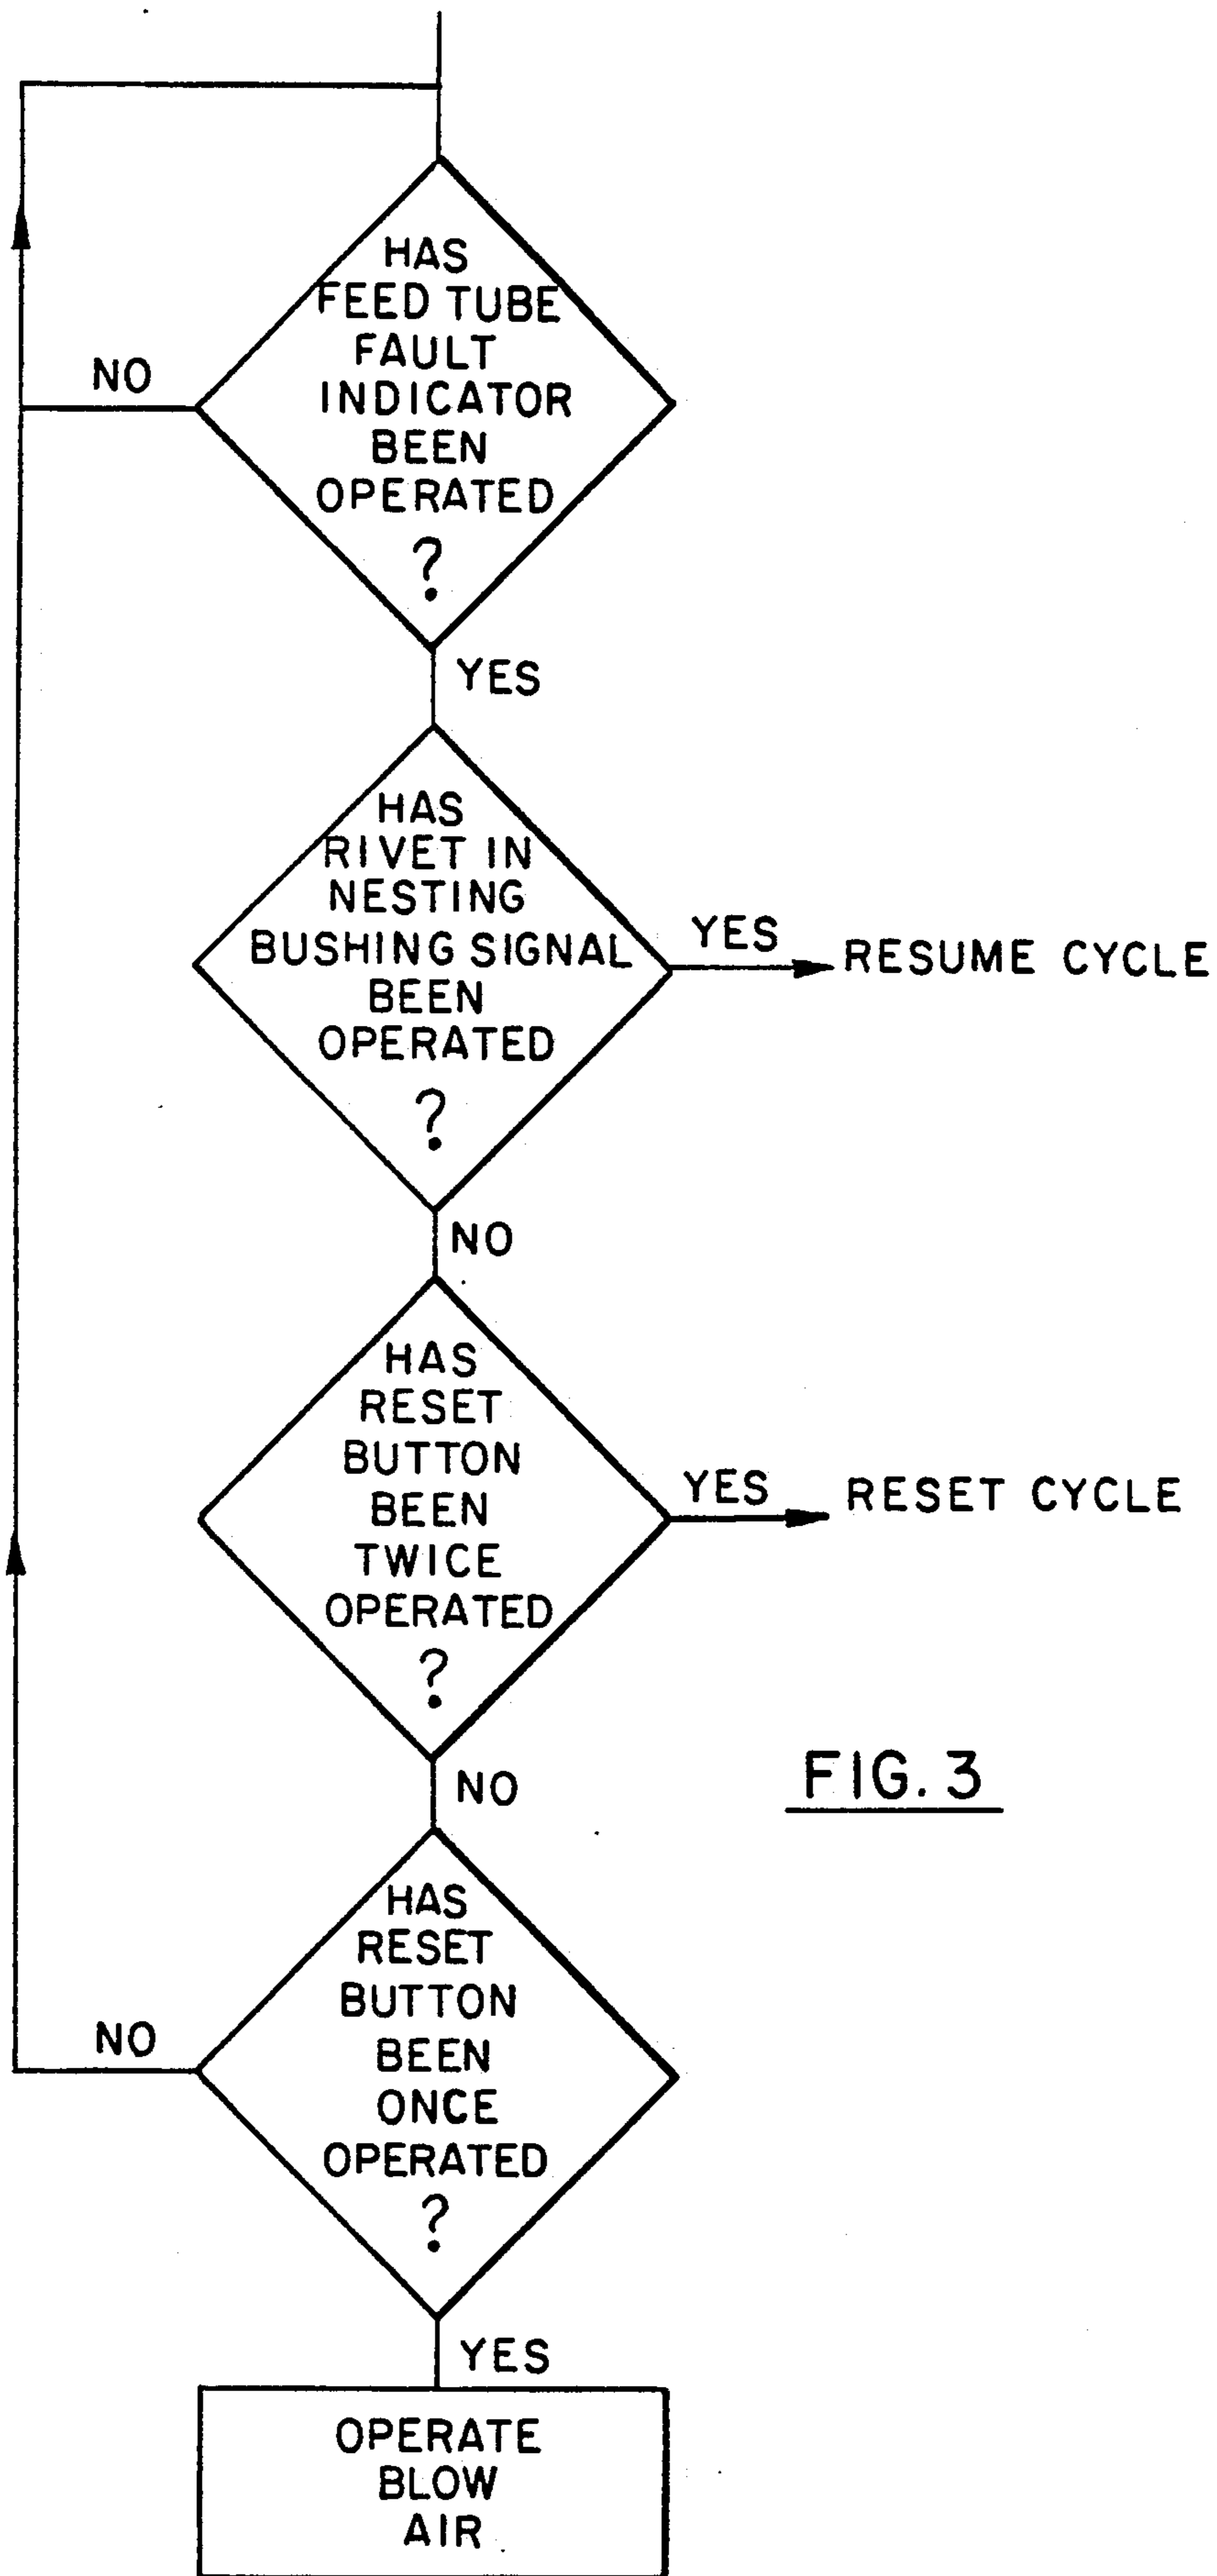 HAS
FEED TUBE
FAULT
INDICATOR
BEEN
OPERATED
?
NO
YES
HAS
RIVET IN
NESTING
BUSHING SIGNAL
BEEN
OPERATED
?
YES
RESUME CYCLE
NO
HAS
RESET
BUTTON
BEEN
TWICE
OPERATED
?
YES
RESET CYCLE
NO
FIG. 3
HAS
RESET
BUTTON
BEEN
ONCE
OPERATED
?
NO
YES
OPERATE
BLOW
AIR